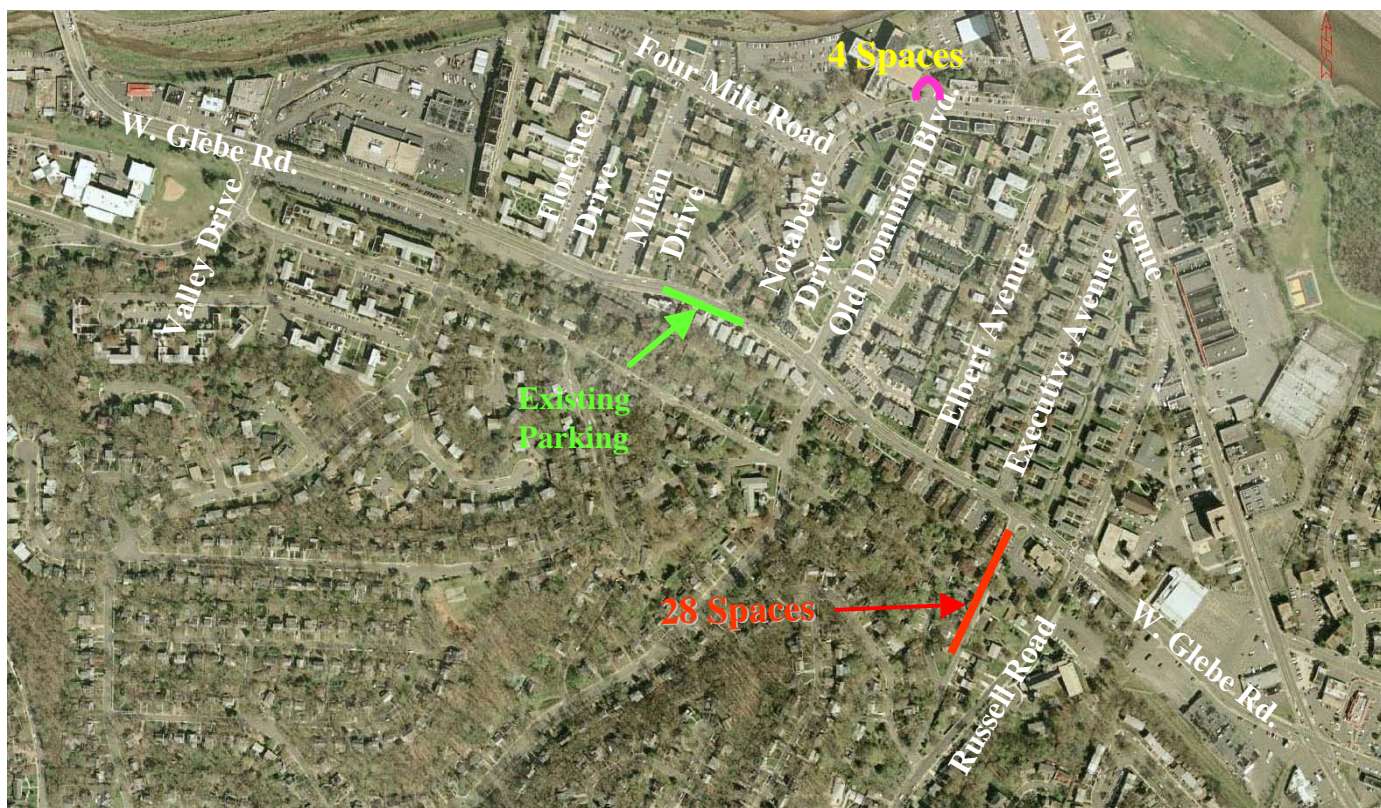 4 Spaces
Mt. Vernon Avenue
Four Mile Road
W. Glebe Rd.
Florence
Drive
Milan
Drive
Notabene
Drive
Old Dominion Blvd.
Valley Drive
Elbert Avenue
Executive Avenue
Existing
Parking
28 Spaces
Russell Road
W. Glebe Rd.